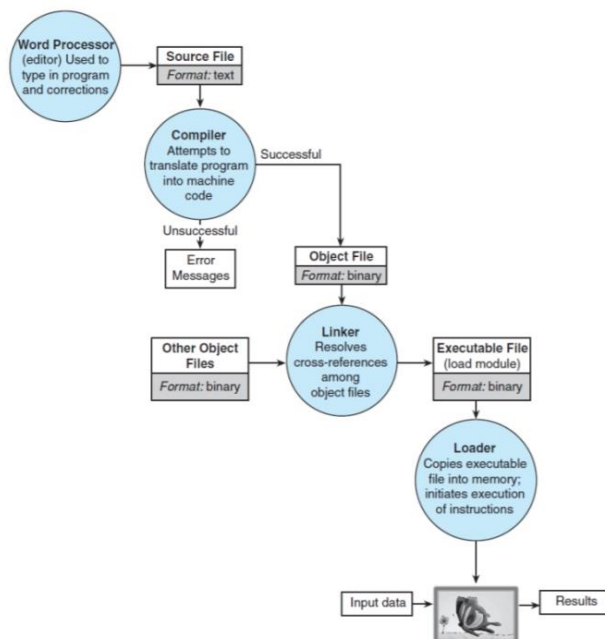 Word Processor
(editor) Used to
type in program
and corrections
Source File
Format: text
Compiler
Attempts to
translate program
into machine
code
Successful
Unsuccessful
Error
Messages
Object File
Format: binary
Other Object
Files
Format: binary
Linker
Resolves
cross-references
among
object files
Executable File
(load module)
Format: binary
Loader
Copies executable
file into memory;
initiates execution
of instructions
Input data
Results